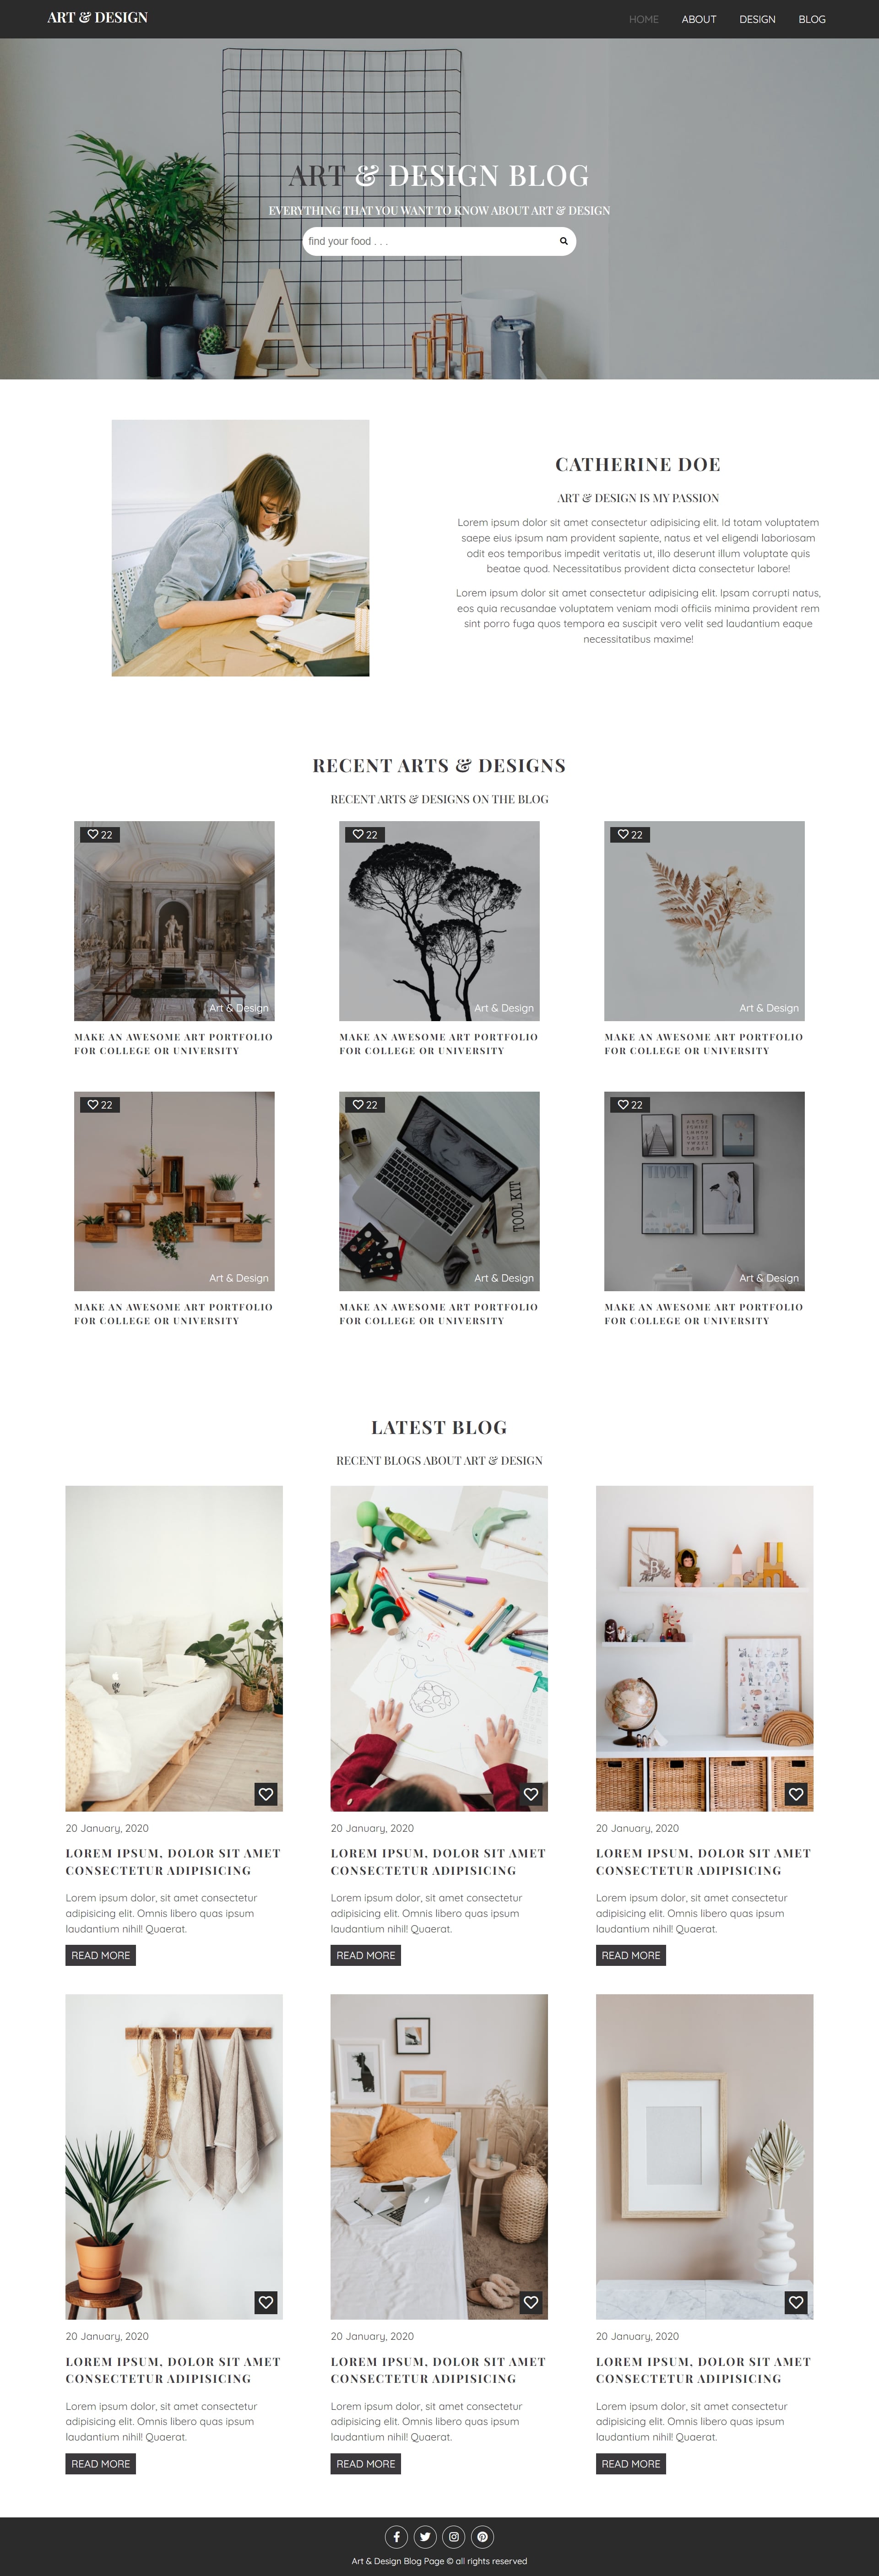 ART & DESIGN
HOME ABOUT DESIGN BLOG
ART & DESIGN BLOG
EVERYTHING THAT YOU WANT TO KNOW ABOUT ART & DESIGN
find your food . . .
A
CATHERINE DOE
ART & DESIGN IS MY PASSION
Lorem ipsum dolor sit amet consectetur adipisicing elit. Id totam voluptatem
saepe eius ipsum nam provident sapiente, natus et vel eligendi laboriosam
odit eos temporibus impedit veritatis ut, illo deserunt illum voluptate quis
beatae quod. Necessitatibus provident dicta consectetur labore!
Lorem ipsum dolor sit amet consectetur adipisicing elit. Ipsam corrupti natus,
eos quia recusandae voluptatem veniam modi officiis minima provident rem
sint porro fuga quos tempora ea suscipit vero velit sed laudantium eaque
necessitatibus maxime!
RECENT ARTS & DESIGNS
RECENT ARTS & DESIGNS ON THE BLOG
22
Art & Design
MAKE AN AWESOME ART PORTFOLIO
FOR COLLEGE OR UNIVERSITY
22
Art & Design
MAKE AN AWESOME ART PORTFOLIO
FOR COLLEGE OR UNIVERSITY
22
Art & Design
MAKE AN AWESOME ART PORTFOLIO
FOR COLLEGE OR UNIVERSITY
22
Art & Design
MAKE AN AWESOME ART PORTFOLIO
FOR COLLEGE OR UNIVERSITY
22
TOOL KIT
Art & Design
MAKE AN AWESOME ART PORTFOLIO
FOR COLLEGE OR UNIVERSITY
22
TIVOLI
Art & Design
MAKE AN AWESOME ART PORTFOLIO
FOR COLLEGE OR UNIVERSITY
LATEST BLOG
RECENT BLOGS ABOUT ART & DESIGN
20 January, 2020
LOREM IPSUM, DOLOR SIT AMET
CONSECTETUR ADIPISICING
Lorem ipsum dolor, sit amet consectetur
adipisicing elit. Omnis libero quas ipsum
laudantium nihil! Quaerat.
READ MORE
20 January, 2020
LOREM IPSUM, DOLOR SIT AMET
CONSECTETUR ADIPISICING
Lorem ipsum dolor, sit amet consectetur
adipisicing elit. Omnis libero quas ipsum
laudantium nihil! Quaerat.
READ MORE
B
20 January, 2020
LOREM IPSUM, DOLOR SIT AMET
CONSECTETUR ADIPISICING
Lorem ipsum dolor, sit amet consectetur
adipisicing elit. Omnis libero quas ipsum
laudantium nihil! Quaerat.
READ MORE
20 January, 2020
LOREM IPSUM, DOLOR SIT AMET
CONSECTETUR ADIPISICING
Lorem ipsum dolor, sit amet consectetur
adipisicing elit. Omnis libero quas ipsum
laudantium nihil! Quaerat.
READ MORE
20 January, 2020
LOREM IPSUM, DOLOR SIT AMET
CONSECTETUR ADIPISICING
Lorem ipsum dolor, sit amet consectetur
adipisicing elit. Omnis libero quas ipsum
laudantium nihil! Quaerat.
READ MORE
20 January, 2020
LOREM IPSUM, DOLOR SIT AMET
CONSECTETUR ADIPISICING
Lorem ipsum dolor, sit amet consectetur
adipisicing elit. Omnis libero quas ipsum
laudantium nihil! Quaerat.
READ MORE
Art & Design Blog Page © all rights reserved